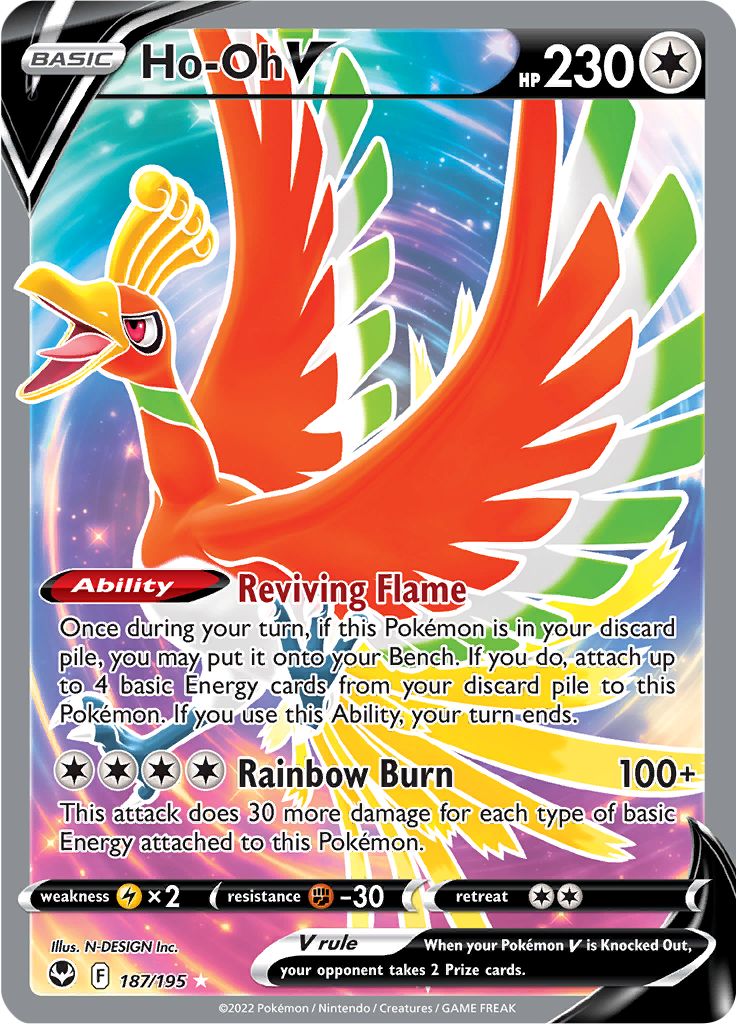 BASIC Ho-Oh V HP 230
Ability Reviving Flame
Once during your turn, if this Pokémon is in your discard
pile, you may put it onto your Bench. If you do, attach up
to 4 basic Energy cards from your discard pile to this
Pokémon. If you use this Ability, your turn ends.
Rainbow Burn 100+
This attack does 30 more damage for each type of basic
Energy attached to this Pokémon.
weakness ×2 resistance -30 retreat
Illus. N-DESIGN Inc.
V rule When your Pokémon V is Knocked Out,
your opponent takes 2 Prize cards.
F 187/195
©2022 Pokémon / Nintendo / Creatures / GAME FREAK